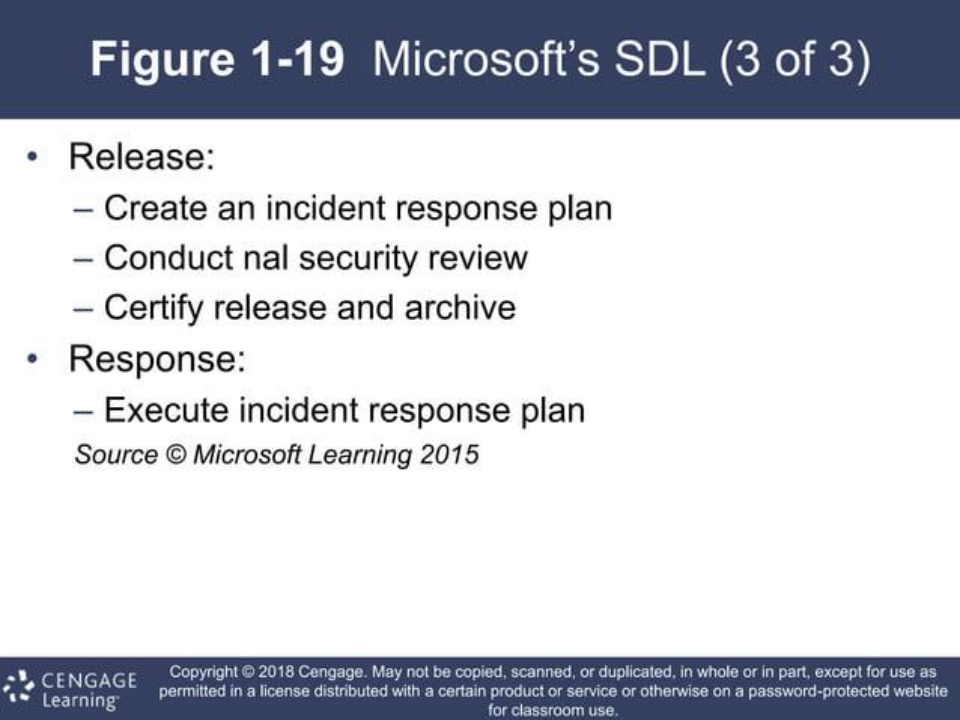 Figure 1-19 Microsoft's SDL (3 of 3)
• Release:
– Create an incident response plan
– Conduct nal security review
– Certify release and archive
• Response:
– Execute incident response plan
Source © Microsoft Learning 2015
CENGAGE
Learning™
Copyright © 2018 Cengage. May not be copied, scanned, or duplicated, in whole or in part, except for use as
permitted in a license distributed with a certain product or service or otherwise on a password-protected website
for classroom use.